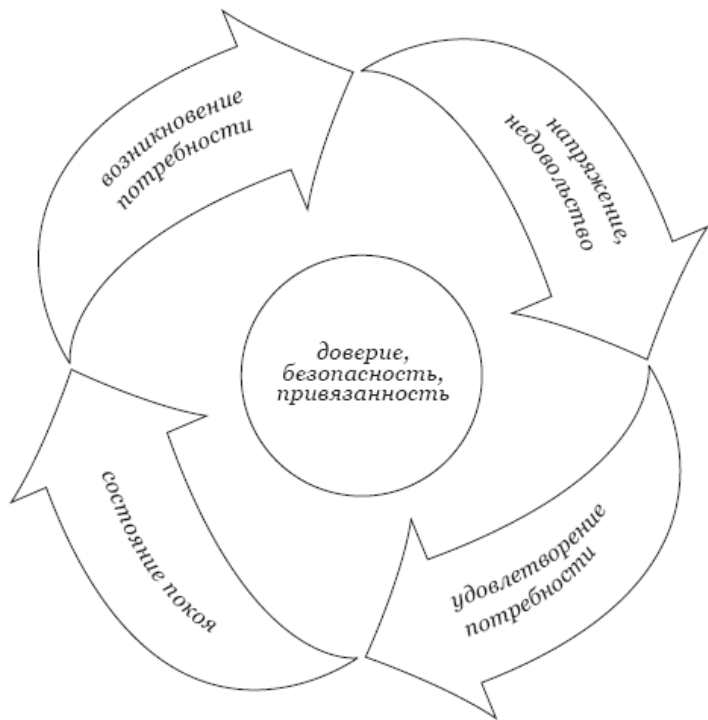 возникновение
потребности
напряжение,
недовольство
доверие,
безопасность,
привязанность
удовлетворение
потребности
состояние покоя